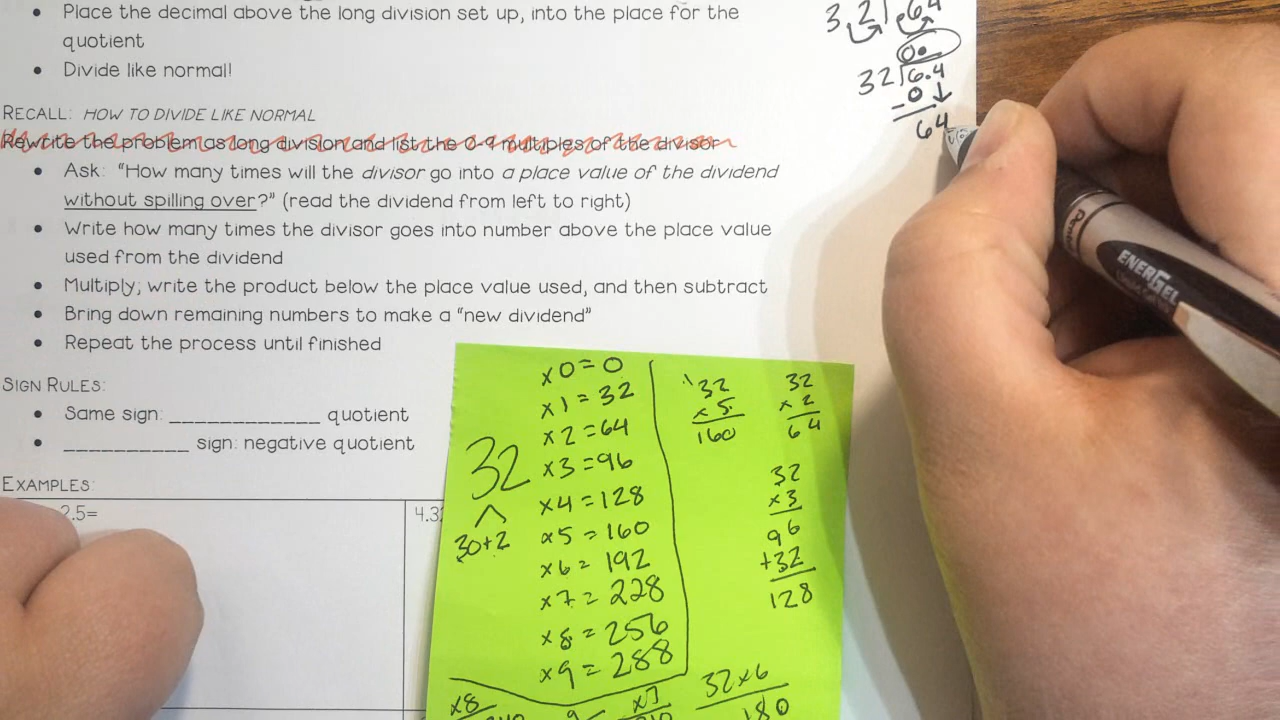 • Place the decimal above the long division set up, into the place for the
quotient
• Divide like normal!
RECALL: HOW TO DIVIDE LIKE NORMAL
Rewrite the problem as long division and list the 0-9 multiples of the divisor
• Ask: "How many times will the divisor go into a place value of the dividend
without spilling over?" (read the dividend from left to right)
• Write how many times the divisor goes into number above the place value
used from the dividend
• Multiply, write the product below the place value used, and then subtract
• Bring down remaining numbers to make a "new dividend"
• Repeat the process until finished
SIGN RULES:
• Same sign: ____________ quotient
• __________ sign: negative quotient
EXAMPLES:
2.5=
4.3
0.
32 6.4
- 0
64
32
30+2
x0=0
x1=32
x2=64
x3=96
x4=128
x5=160
x6=192
x7=228
x8=256
x9=288
32
x5
160
32
x2
64
32
x3
96
+32
128
x8
x7
32x6
180
ENERGEL